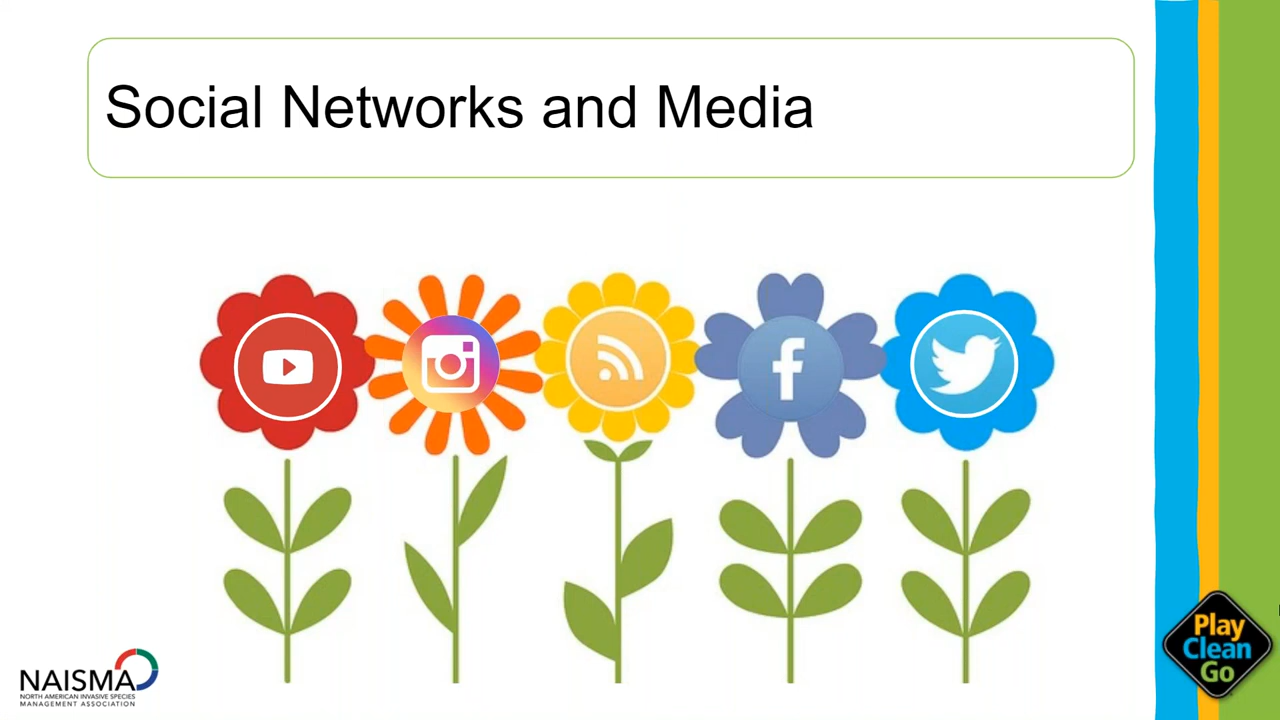 Social Networks and Media
f
NAISMA
NORTH AMERICAN INVASIVE SPECIES
MANAGEMENT ASSOCIATION
Play
Clean
Go